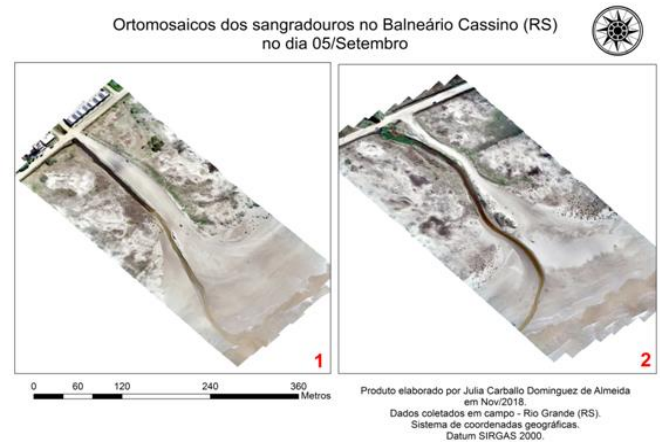 Ortomosaicos dos sangradouros no Balneário Cassino (RS)
no dia 05/Setembro
1
2
0 60 120 240 360
Metros
Produto elaborado por Julia Carballo Dominguez de Almeida
em Nov/2018.
Dados coletados em campo - Rio Grande (RS).
Sistema de coordenadas geográficas.
Datum SIRGAS 2000.